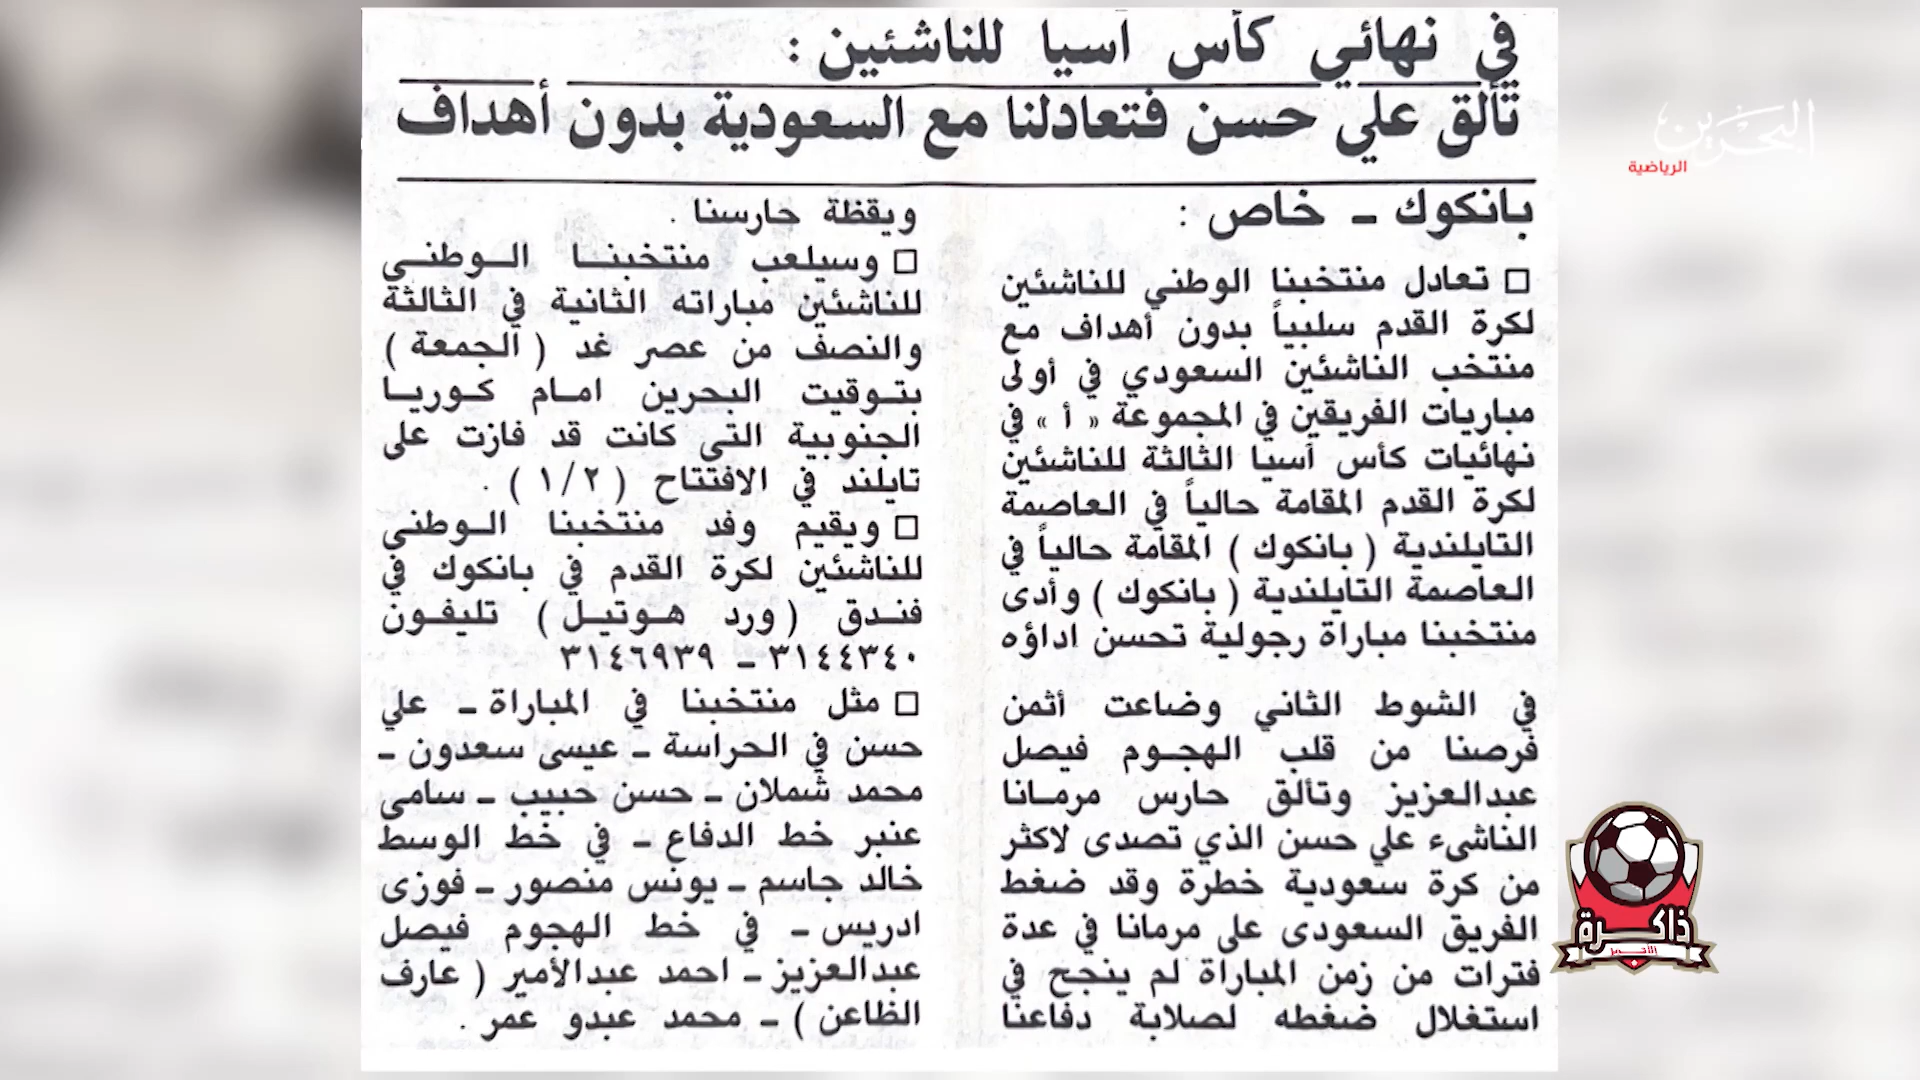 في نهائي كأس آسيا للناشئين :
تألق علي حسن فتعادلنا مع السعودية بدون أهداف
بانكوك ـ خاص :
□ تعادل منتخبنا الوطني للناشئين
لكرة القدم سلبياً بدون أهداف مع
منتخب الناشئين السعودي في أولى
مباريات الفريقين في المجموعة « أ » في
نهائيات كأس آسيا الثالثة للناشئين
لكرة القدم المقامة حالياً في العاصمة
التايلندية ( بانكوك ) المقامة حالياً في
العاصمة التايلندية ( بانكوك ) وأدى
منتخبنا مباراة رجولية تحسن اداؤه
في الشوط الثاني وضاعت أثمن
فرصنا من قلب الهجوم فيصل
عبدالعزيز وتألق حارس مرمانا
الناشىء علي حسن الذي تصدى لاكثر
من كرة سعودية خطرة وقد ضغط
الفريق السعودى على مرمانا في عدة
فترات من زمن المباراة لم ينجح في
استغلال ضغطه لصلابة دفاعنا
ويقظة حارسنا .
□ وسيلعب منتخبنا الوطني
للناشئين مباراته الثانية في الثالثة
والنصف من عصر غد ( الجمعة )
بتوقيت البحرين امام كوريا
الجنوبية التي كانت قد فازت على
تايلند في الافتتاح ( ١/٢ ) .
□ ويقيم وفد منتخبنا الوطني
للناشئين لكرة القدم في بانكوك في
فندق ( ورد هوتيل ) تليفون
٣١٤٤٣٤٠ ـ ٣١٤٦٩٣٩
□ مثل منتخبنا في المباراة ـ علي
حسن في الحراسة ـ عيسى سعدون ـ
محمد شملان ـ حسن حبيب ـ سامى
عنبر خط الدفاع ـ في خط الوسط
خالد جاسم ـ يونس منصور ـ فوزى
ادريس ـ في خط الهجوم فيصل
عبدالعزيز ـ احمد عبدالأمير ( عارف
الظاعن ) ـ محمد عبدو عمر .
البحرين
الرياضية
ذاكرة